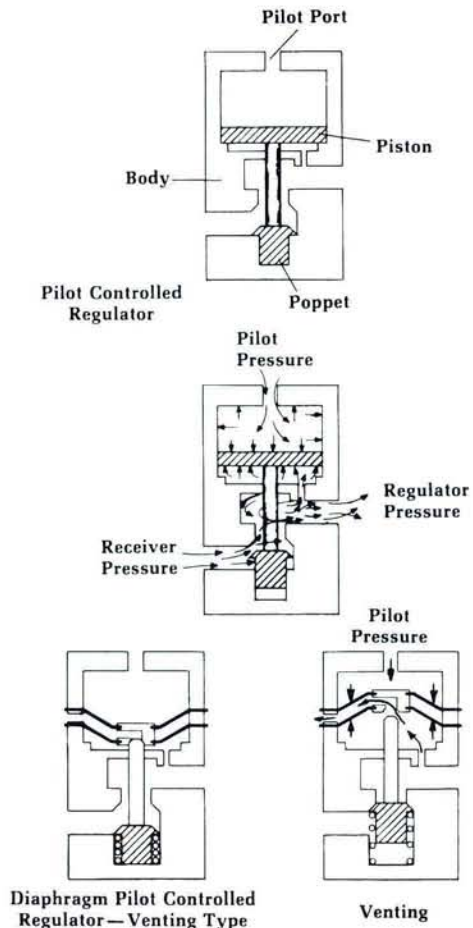 Pilot Port
Piston
Body
Poppet
Pilot Controlled
Regulator
Pilot
Pressure
Regulator
Pressure
Receiver
Pressure
Pilot
Pressure
Diaphragm Pilot Controlled
Regulator—Venting Type
Venting